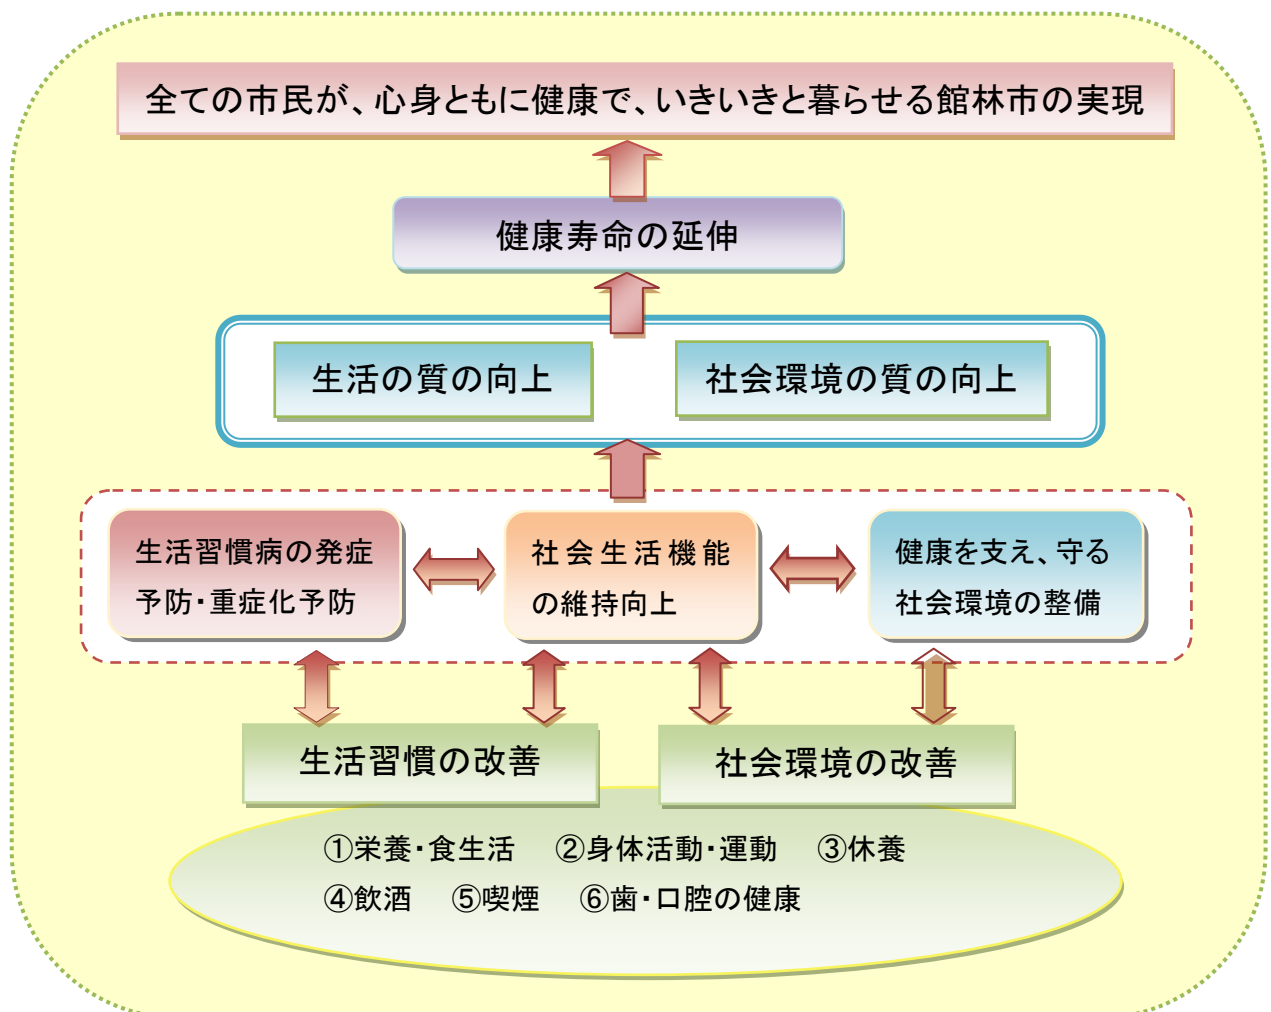 全ての市民が、心身ともに健康で、いきいきと暮らせる館林市の実現
健康寿命の延伸
生活の質の向上
社会環境の質の向上
生活習慣病の発症
予防・重症化予防
社会生活機能
の維持向上
健康を支え、守る
社会環境の整備
生活習慣の改善
社会環境の改善
①栄養・食生活 ②身体活動・運動 ③休養
④飲酒 ⑤喫煙 ⑥歯・口腔の健康